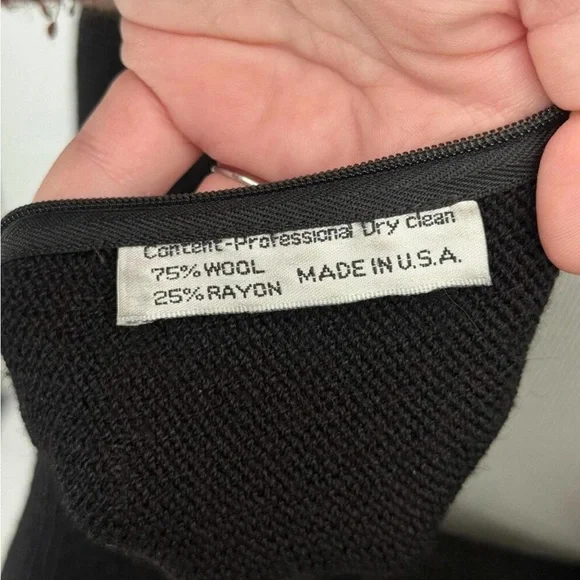 Content-Professional Dry clean
75% WOOL
25% RAYON
MADE IN U.S.A.